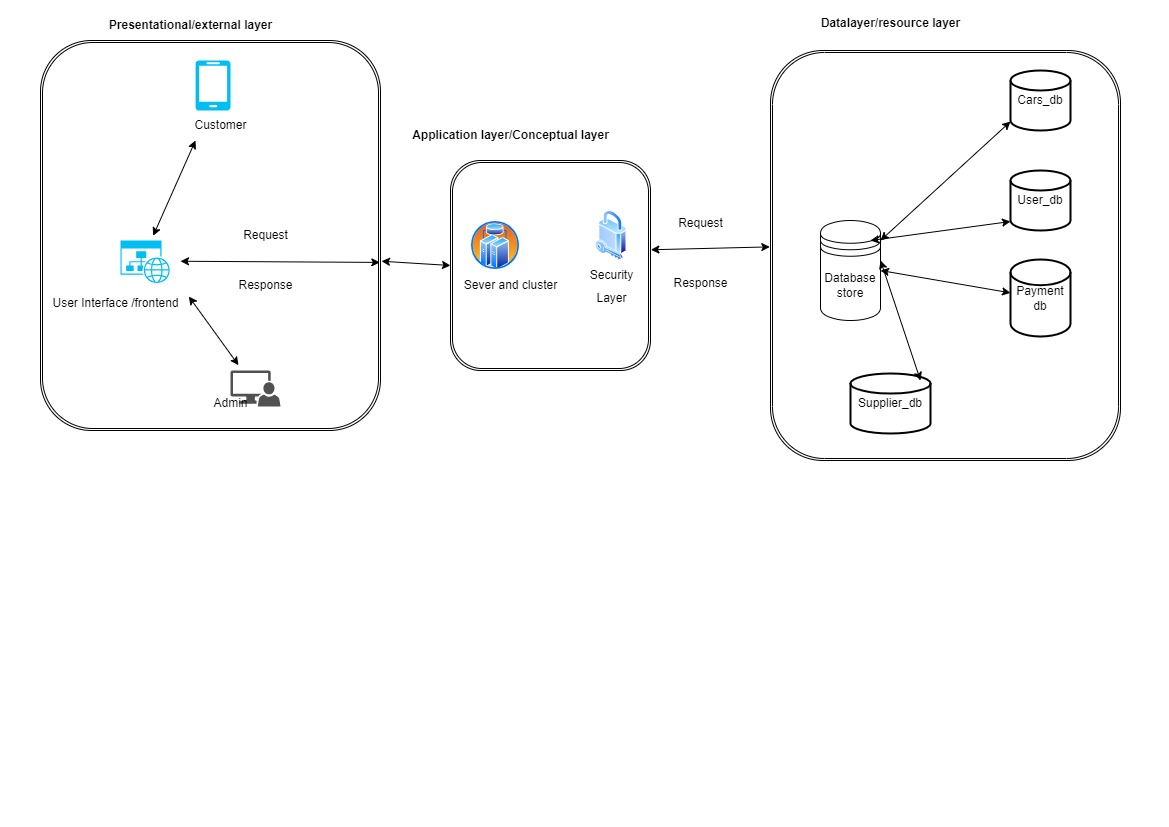 Presentational/external layer
Customer
Request
Response
User Interface /frontend
Admin
Application layer/Conceptual layer
Sever and cluster
Security
Layer
Request
Response
Datalayer/resource layer
Cars_db
User_db
Database
store
Payment
db
Supplier_db